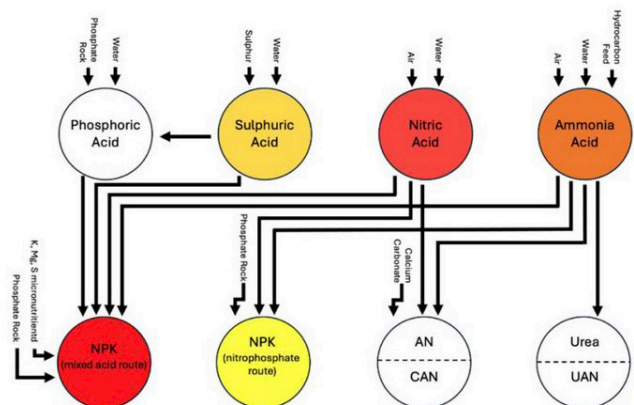 Phosphate
Rock
Water
Sulphur
Water
Air
Water
Air
Water
Hydrocarbon
Feed
Phosphoric
Acid
Sulphuric
Acid
Nitric
Acid
Ammonia
Acid
K, Mg, S micronutritientd
Phosphate Rock
Phosphate Rock
Calcium
Carbonate
NPK
(mixed acid route)
NPK
(nitrophosphate
route)
AN
CAN
Urea
UAN